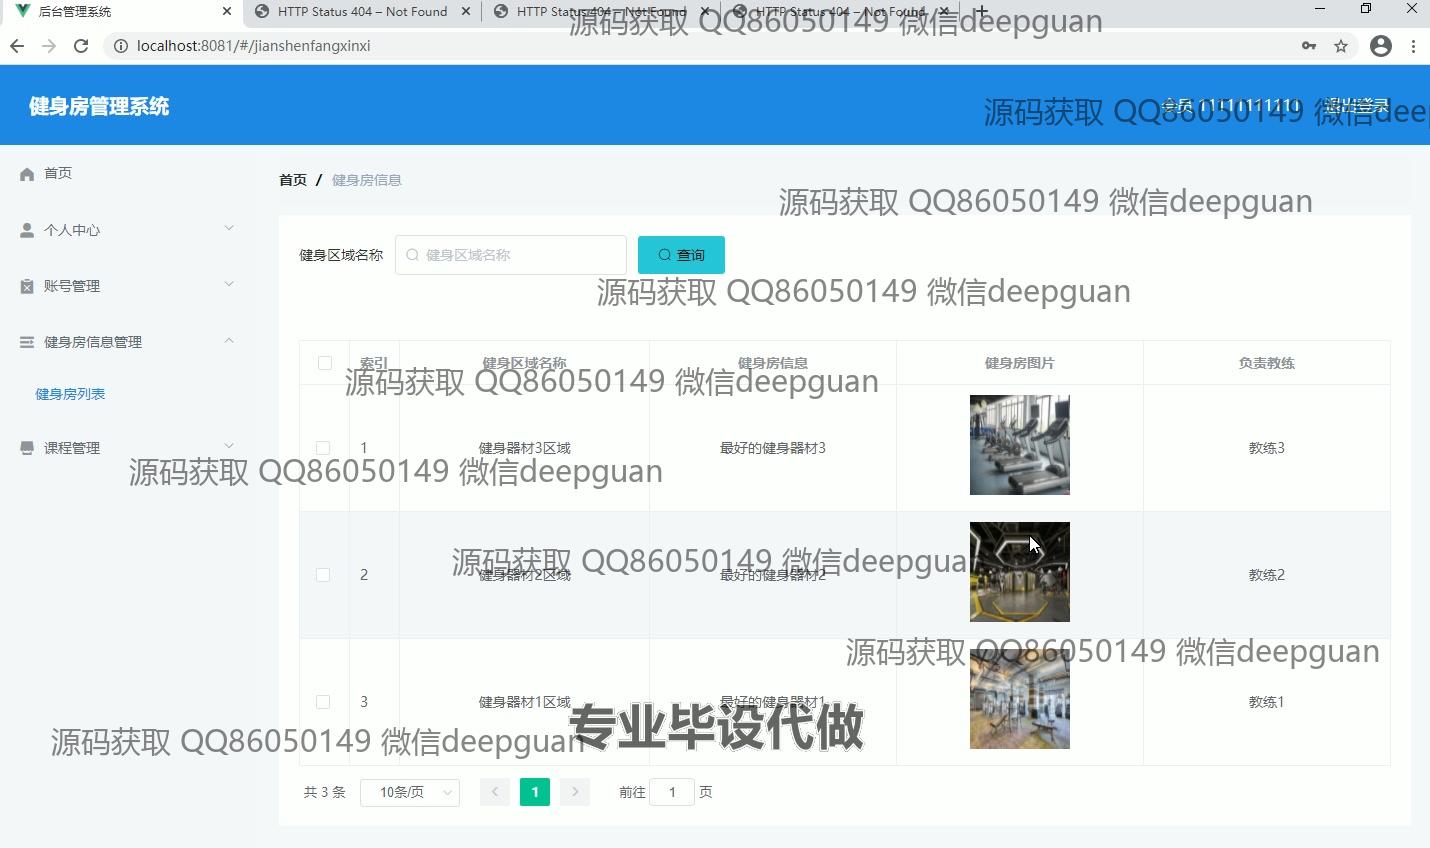 后台管理系统
HTTP Status 404 – Not Found
HTTP Status 404 – Not Found
HTTP Status 404 – Not Found
源码获取 QQ86050149 微信deepguan
localhost:8081/#/jianshenfangxinxi
健身房管理系统
会员 11111111111
退出登录
源码获取 QQ86050149 微信deep
首页
首页 / 健身房信息
源码获取 QQ86050149 微信deepguan
个人中心
健身区域名称
健身区域名称
查询
账号管理
源码获取 QQ86050149 微信deepguan
健身房信息管理
索引 健身区域名称 健身房信息 健身房图片 负责教练
源码获取 QQ86050149 微信deepguan
健身房列表
课程管理
1 健身器材3区域 最好的健身器材3 教练3
源码获取 QQ86050149 微信deepguan
源码获取 QQ86050149 微信deepguan
2 健身器材2区域 最好的健身器材2 教练2
源码获取 QQ86050149 微信deepguan
3 健身器材1区域 最好的健身器材1 教练1
专业毕设代做
源码获取 QQ86050149 微信deepguan
共 3 条 10条/页 1 前往 1 页